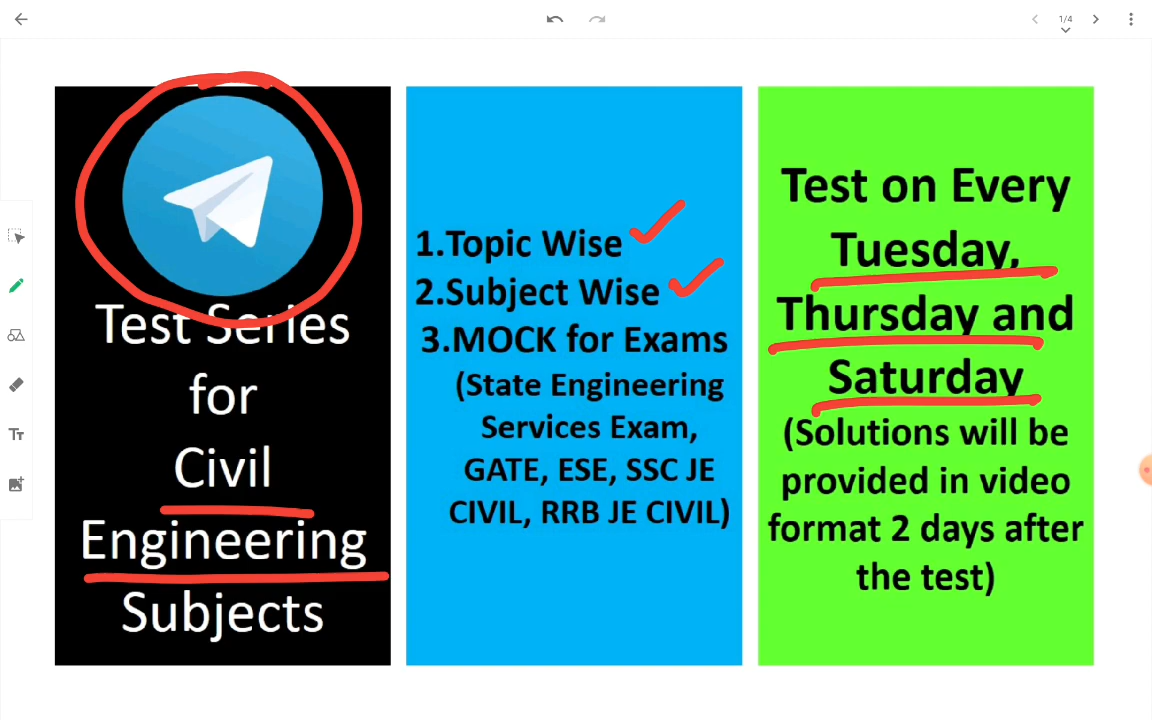 1/4
Test Series
for
Civil
Engineering
Subjects
1.Topic Wise
2.Subject Wise
3.MOCK for Exams
(State Engineering
Services Exam,
GATE, ESE, SSC JE
CIVIL, RRB JE CIVIL)
Test on Every
Tuesday,
Thursday and
Saturday
(Solutions will be
provided in video
format 2 days after
the test)
Tт